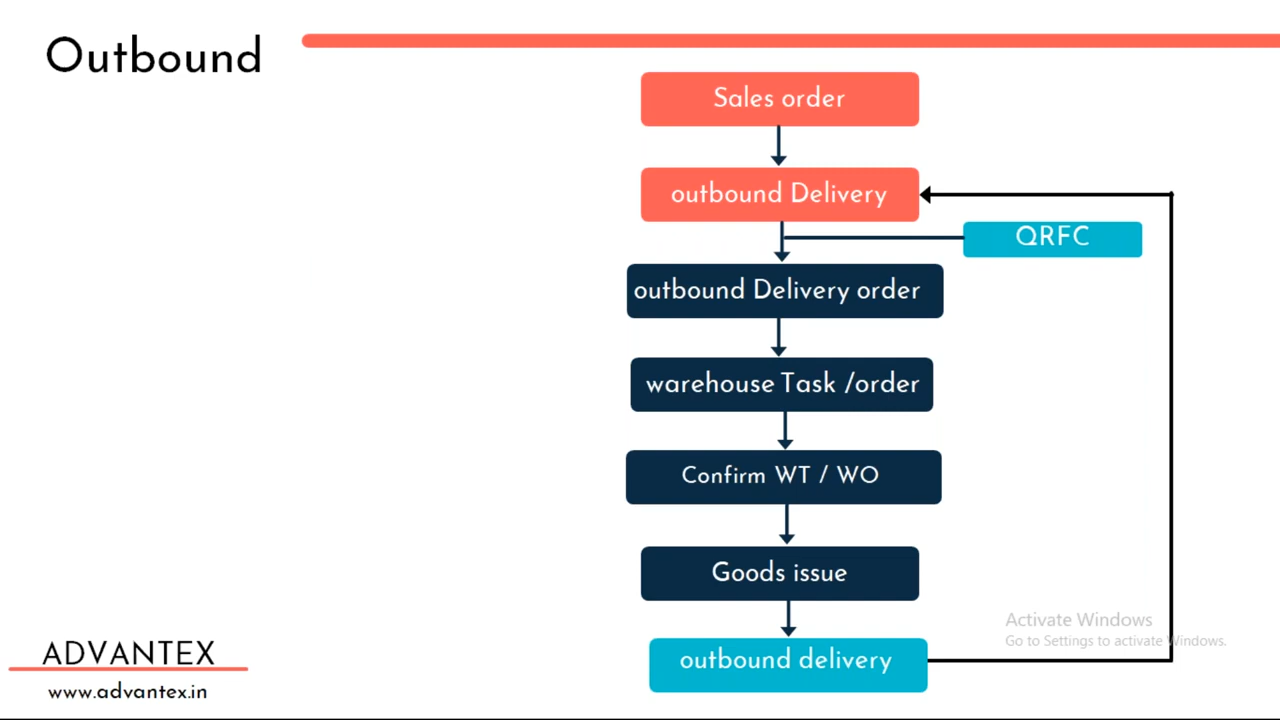 Outbound
Sales order
outbound Delivery
QRFC
outbound Delivery order
warehouse Task /order
Confirm WT / WO
Goods issue
outbound delivery
Activate Windows
Go to Settings to activate Windows.
ADVANTEX
www.advantex.in